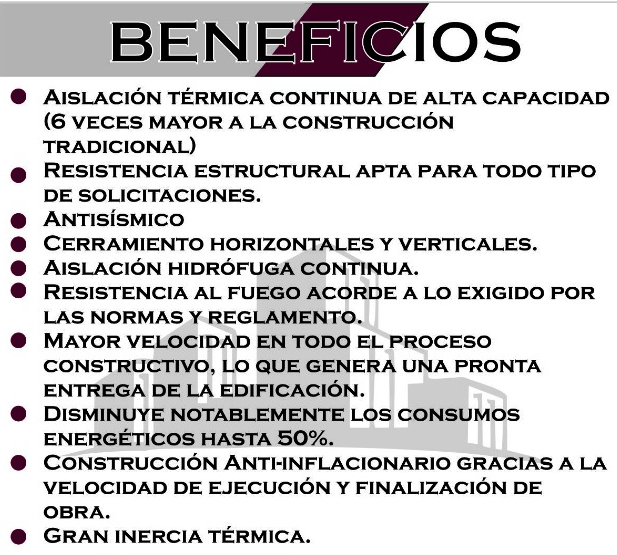 BENEFICIOS
● AISLACIÓN TÉRMICA CONTINUA DE ALTA CAPACIDAD
(6 VECES MAYOR A LA CONSTRUCCIÓN
TRADICIONAL)
● RESISTENCIA ESTRUCTURAL APTA PARA TODO TIPO
DE SOLICITACIONES.
● ANTISÍSMICO
● CERRAMIENTO HORIZONTALES Y VERTICALES.
● AISLACIÓN HIDRÓFUGA CONTINUA.
● RESISTENCIA AL FUEGO ACORDE A LO EXIGIDO POR
LAS NORMAS Y REGLAMENTO.
● MAYOR VELOCIDAD EN TODO EL PROCESO
CONSTRUCTIVO, LO QUE GENERA UNA PRONTA
ENTREGA DE LA EDIFICACIÓN.
● DISMINUYE NOTABLEMENTE LOS CONSUMOS
ENERGÉTICOS HASTA 50%.
● CONSTRUCCIÓN ANTI-INFLACIONARIO GRACIAS A LA
VELOCIDAD DE EJECUCIÓN Y FINALIZACIÓN DE
OBRA.
● GRAN INERCIA TÉRMICA.